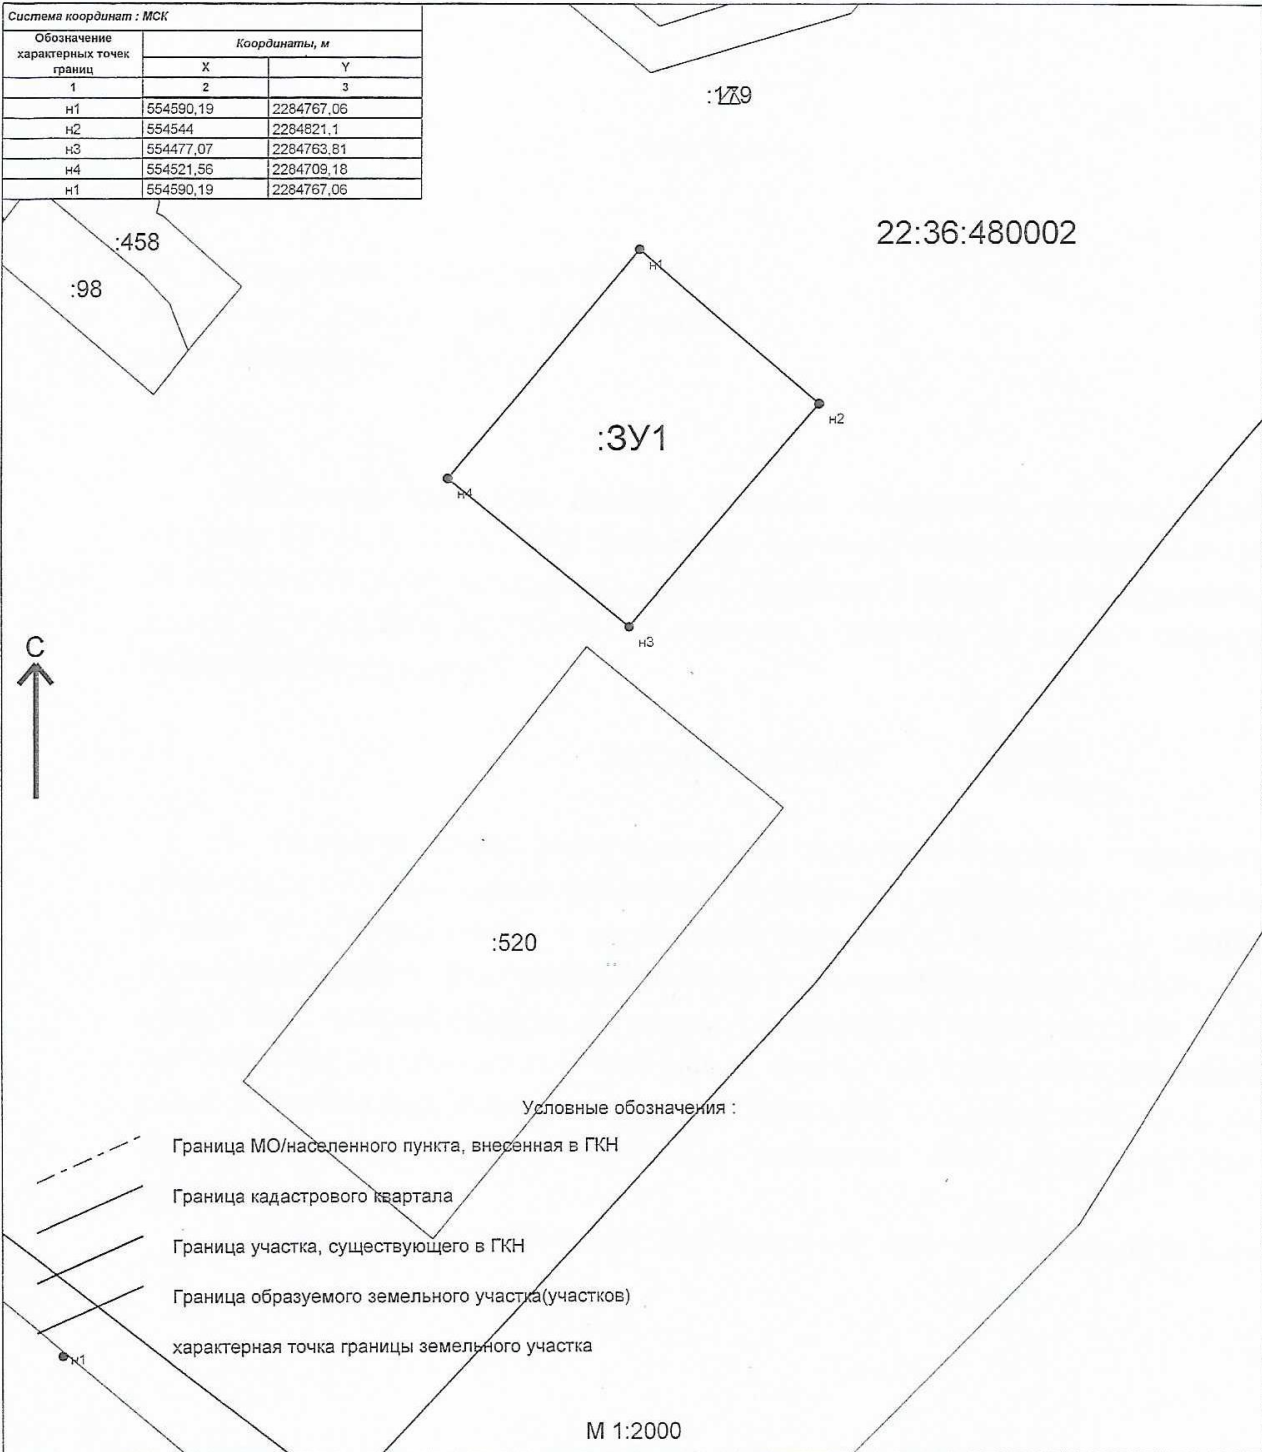 Система координат : МСК
Обозначение характерных точек границ
Координаты, м
X Y
1 2 3
н1 554590,19 2284767,06
н2 554544 2284821,1
н3 554477,07 2284763,81
н4 554521,56 2284709,18
н1 554590,19 2284767,06
:458
:98
22:36:480002
н1
н2
:ЗУ1
н4
н3
С
:520
Условные обозначения :
Граница МО/населенного пункта, внесенная в ГКН
Граница кадастрового квартала
Граница участка, существующего в ГКН
Граница образуемого земельного участка(участков)
характерная точка границы земельного участка
н1
М 1:2000